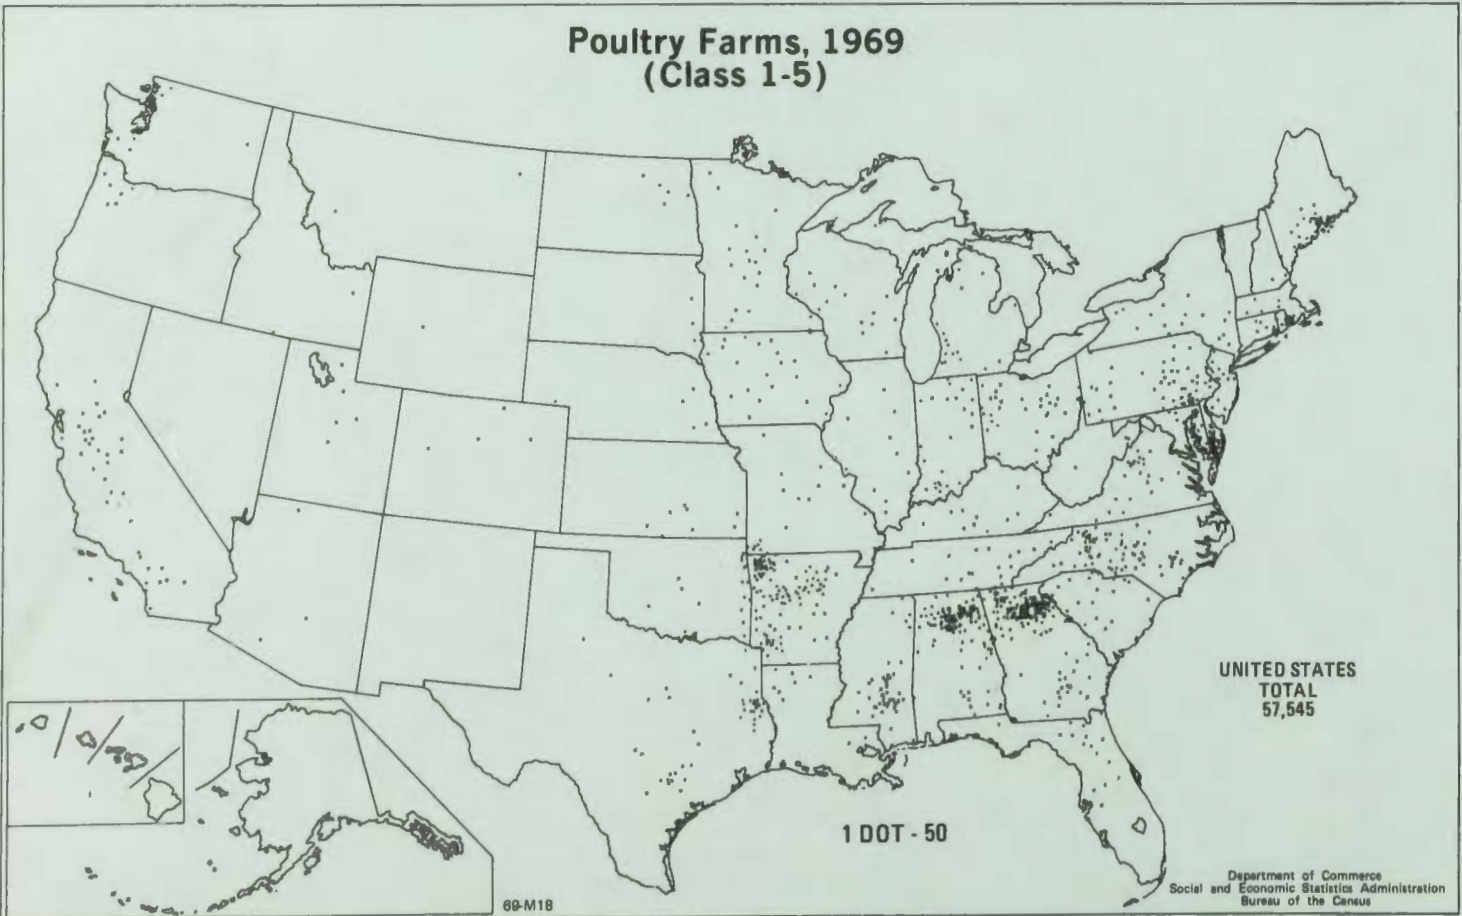 Poultry Farms, 1969
(Class 1-5)
UNITED STATES
TOTAL
57,545
1 DOT - 50
69-M18
Department of Commerce
Social and Economic Statistics Administration
Bureau of the Census